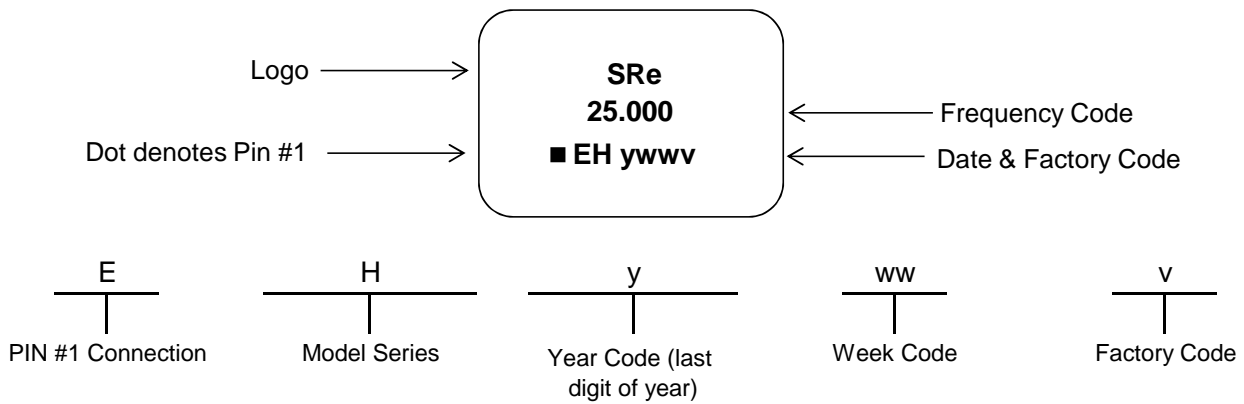 Logo
SRe
25.000
Frequency Code
Dot denotes Pin #1
■ EH ywwv
Date & Factory Code
E
H
y
ww
v
PIN #1 Connection
Model Series
Year Code (last
digit of year)
Week Code
Factory Code